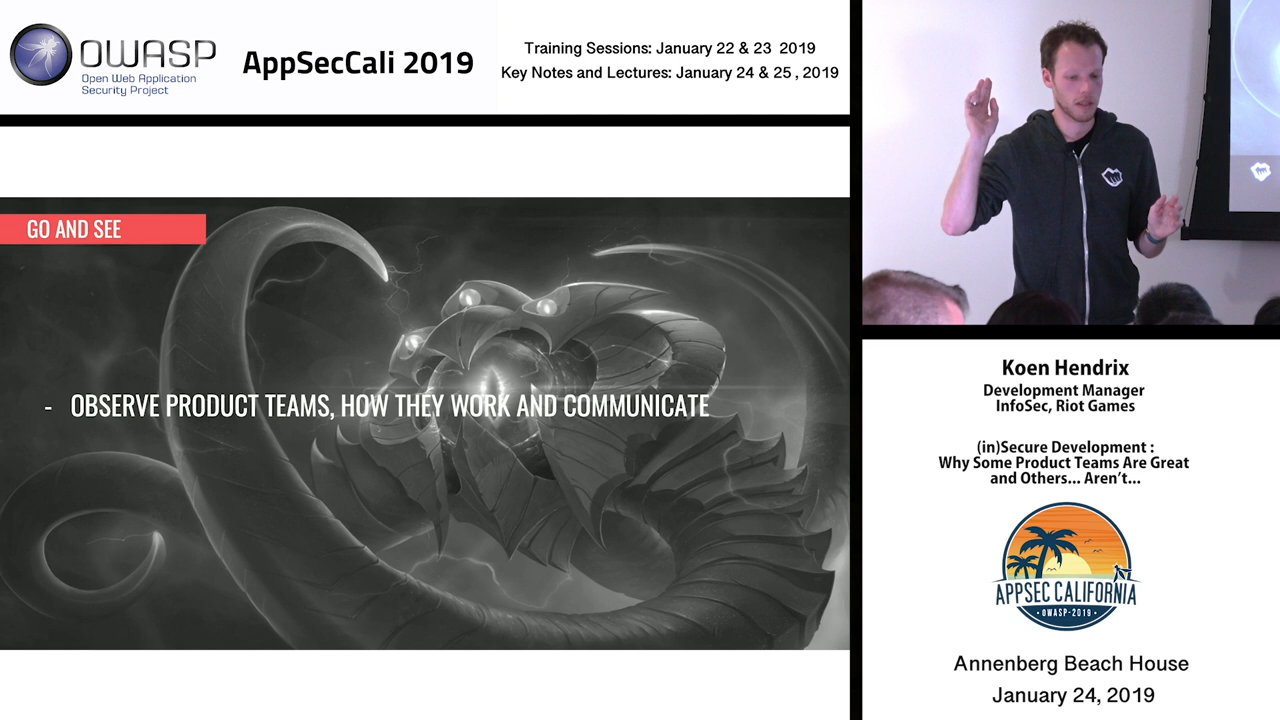 OWASP
Open Web Application
Security Project
AppSecCali 2019
Training Sessions: January 22 & 23 2019
Key Notes and Lectures: January 24 & 25 , 2019
GO AND SEE
- OBSERVE PRODUCT TEAMS, HOW THEY WORK AND COMMUNICATE
Koen Hendrix
Development Manager
InfoSec, Riot Games
(in)Secure Development :
Why Some Product Teams Are Great
and Others... Aren't...
APPSEC CALIFORNIA
• OWASP-2019 •
Annenberg Beach House
January 24, 2019